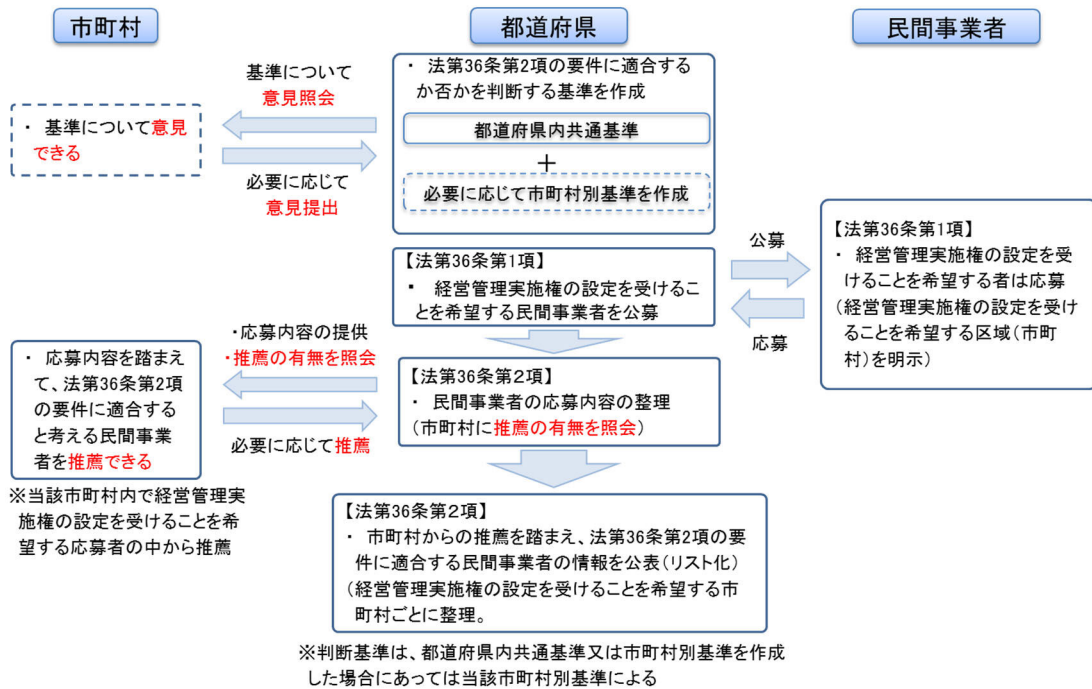 市町村
都道府県
民間事業者
基準について
意見照会
・ 基準について意見
できる
必要に応じて
意見提出
・ 法第36条第2項の要件に適合する
か否かを判断する基準を作成
都道府県内共通基準
＋
必要に応じて市町村別基準を作成
【法第36条第1項】
・ 経営管理実施権の設定を受けるこ
とを希望する民間事業者を公募
公募
応募
【法第36条第1項】
・ 経営管理実施権の設定を受
けることを希望する者は応募
(経営管理実施権の設定を受け
ることを希望する区域(市町
村)を明示)
・応募内容の提供
・推薦の有無を照会
必要に応じて推薦
・ 応募内容を踏まえ
て、法第36条第2項
の要件に適合する
と考える民間事業
者を推薦できる
※当該市町村内で経営管理実
施権の設定を受けることを希
望する応募者の中から推薦
【法第36条第２項】
・ 民間事業者の応募内容の整理
(市町村に推薦の有無を照会)
【法第36条第２項】
・ 市町村からの推薦を踏まえ、法第36条第2項の要
件に適合する民間事業者の情報を公表(リスト化)
(経営管理実施権の設定を受けることを希望する市
町村ごとに整理。
※判断基準は、都道府県内共通基準又は市町村別基準を作成
した場合にあっては当該市町村別基準による